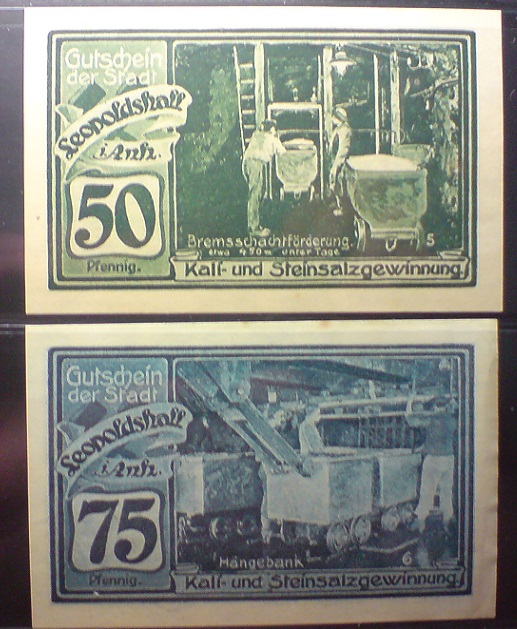 Gutschein
der Stadt
Leopoldshall
i. Anh.
50
Pfennig.
Bremsschachtförderung.
etwa 450 m unter Tage
5
Kali- und Steinsalzgewinnung.
Gutschein
der Stadt
Leopoldshall
i. Anh.
75
Pfennig.
Hängebank
6
Kali- und Steinsalzgewinnung.